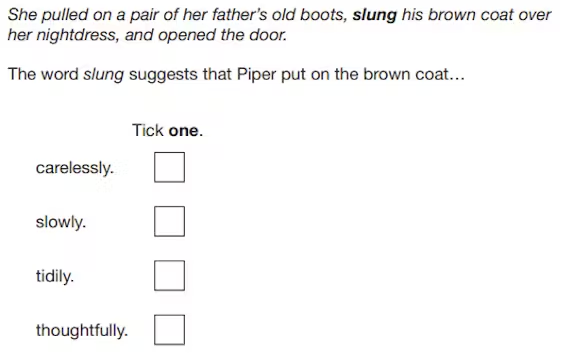 She pulled on a pair of her father’s old boots, slung his brown coat over
her nightdress, and opened the door.
The word slung suggests that Piper put on the brown coat…
Tick one.
carelessly.
slowly.
tidily.
thoughtfully.